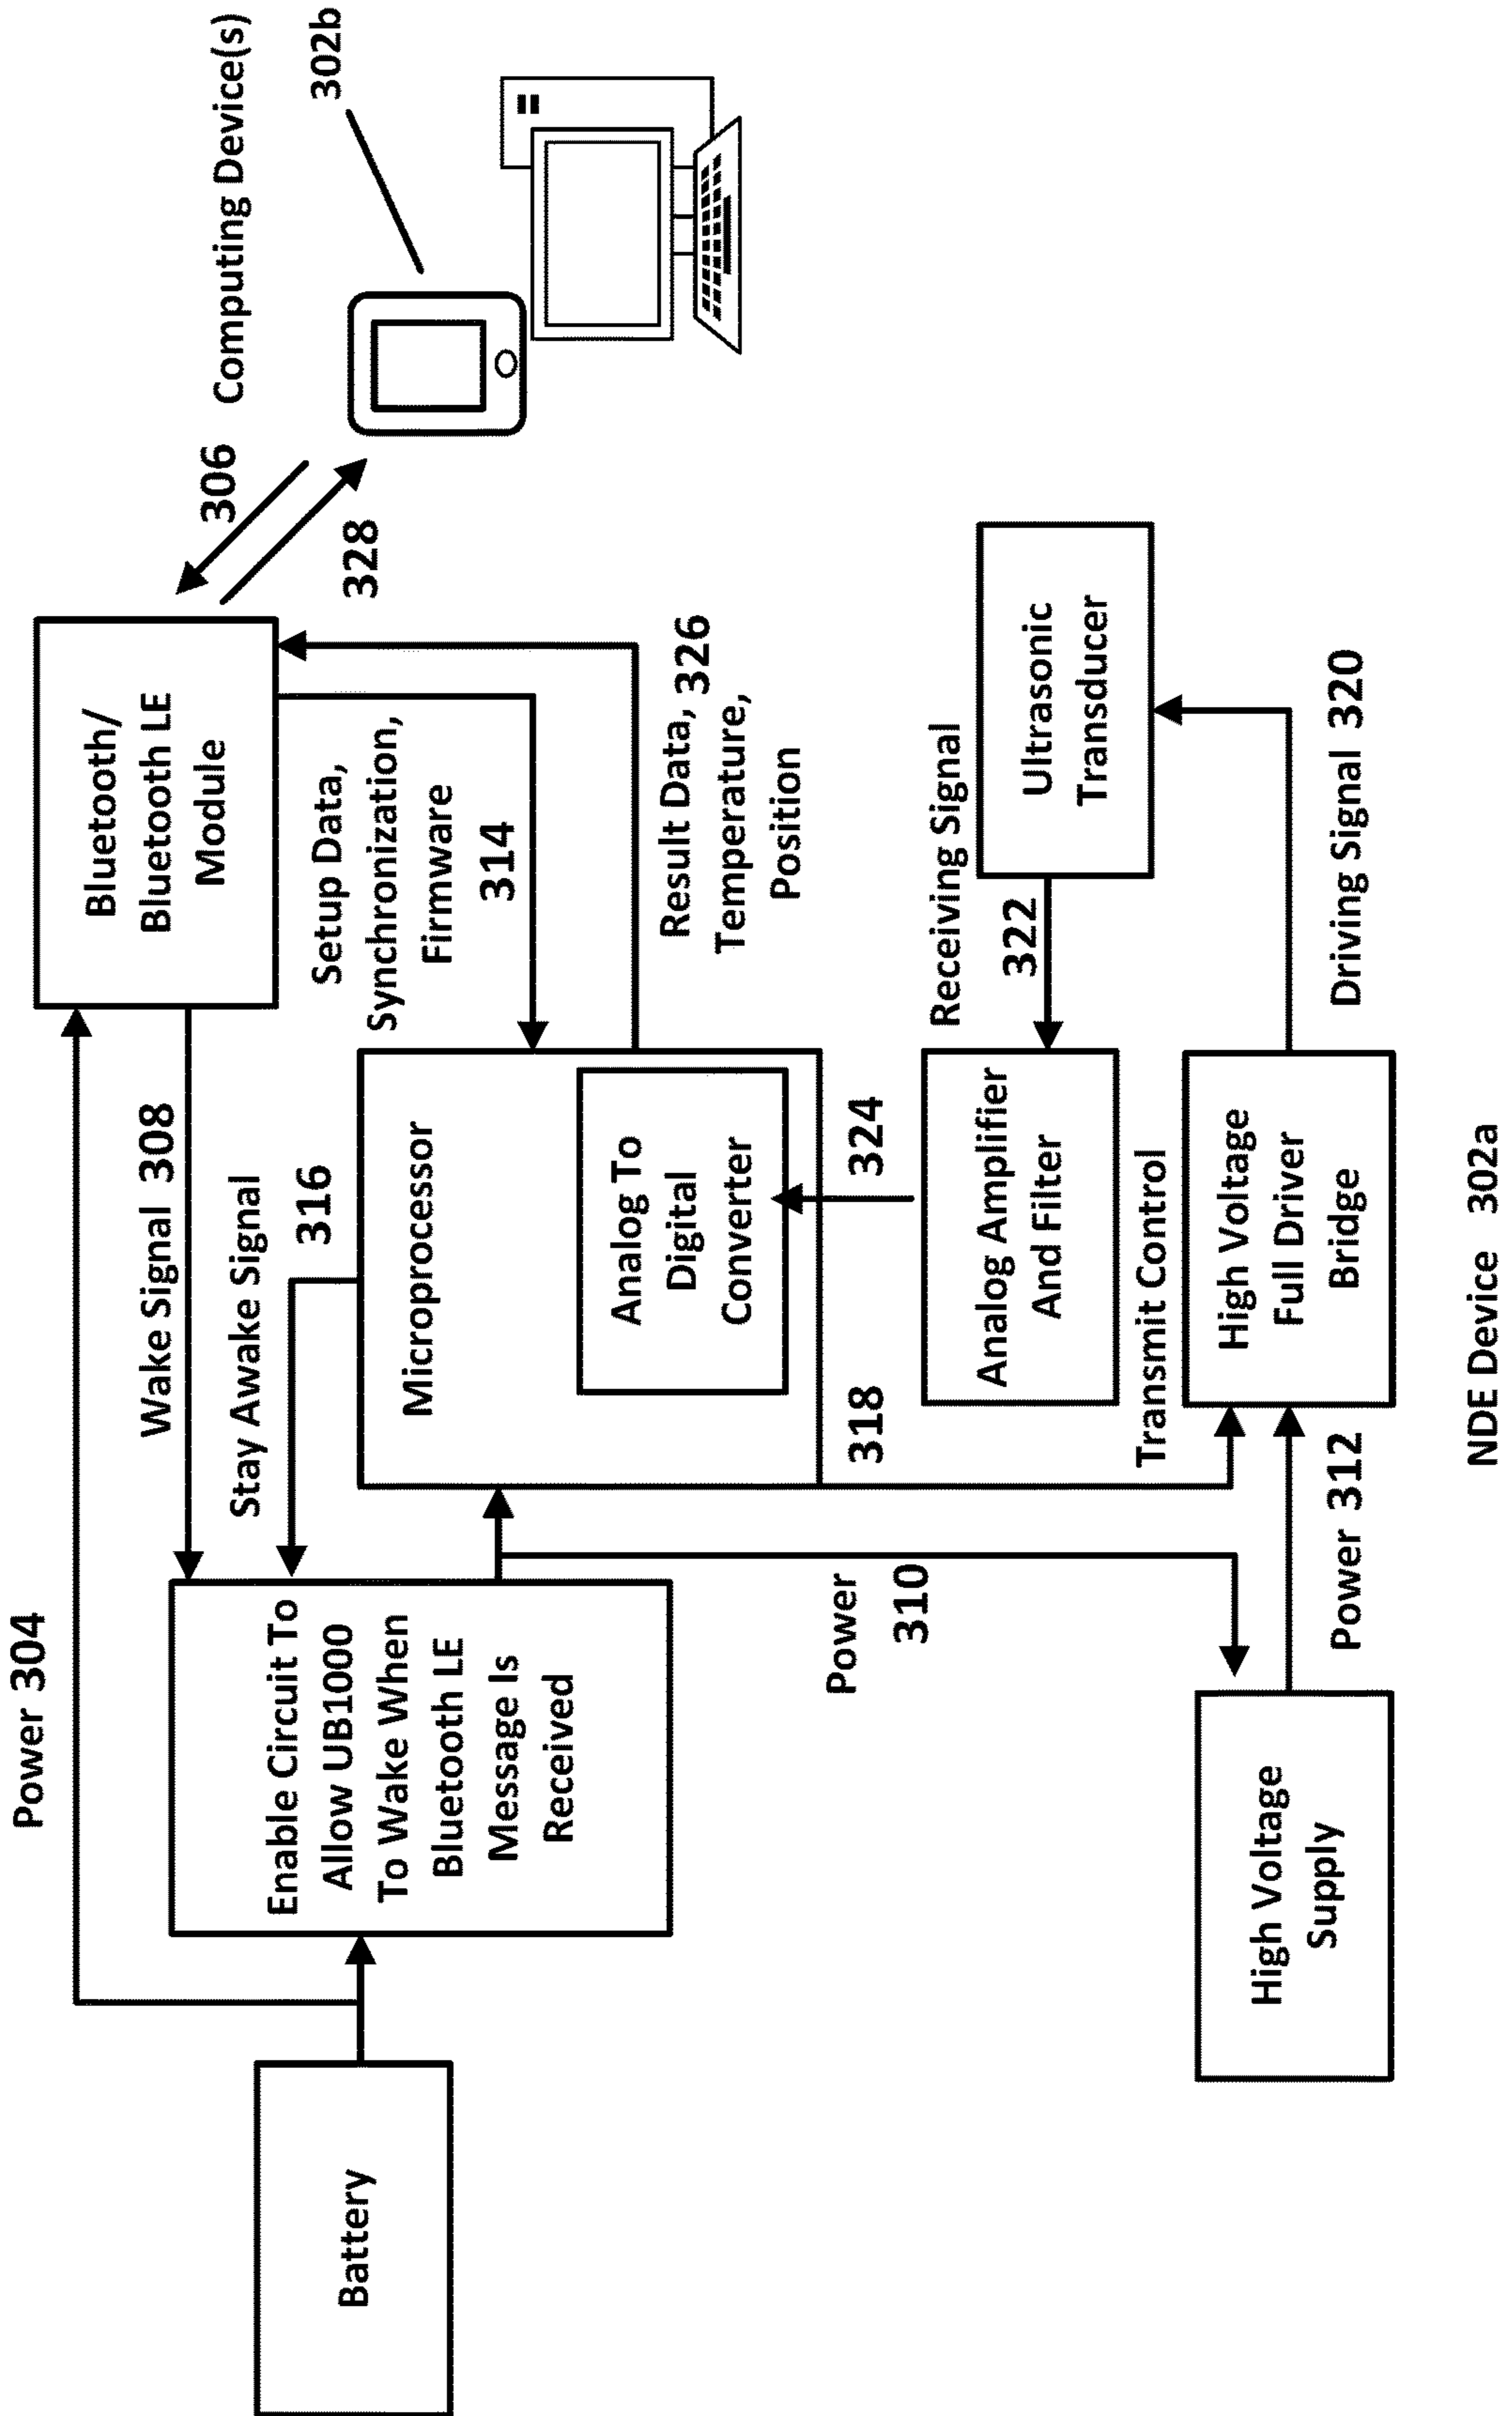 Power 304
Battery
Enable Circuit To
Allow UB1000
To Wake When
Bluetooth LE
Message Is
Received
Wake Signal 308
Stay Awake Signal
316
Bluetooth/
Bluetooth LE
Module
306
328
Computing Device(s)
302b
Setup Data,
Synchronization,
Firmware
314
Microprocessor
Analog To
Digital
Converter
Result Data, 326
Temperature,
Position
Power
310
318
324
Receiving Signal
322
Analog Amplifier
And Filter
Ultrasonic
Transducer
Transmit Control
High Voltage
Supply
Power 312
High Voltage
Full Driver
Bridge
Driving Signal 320
NDE Device 302a